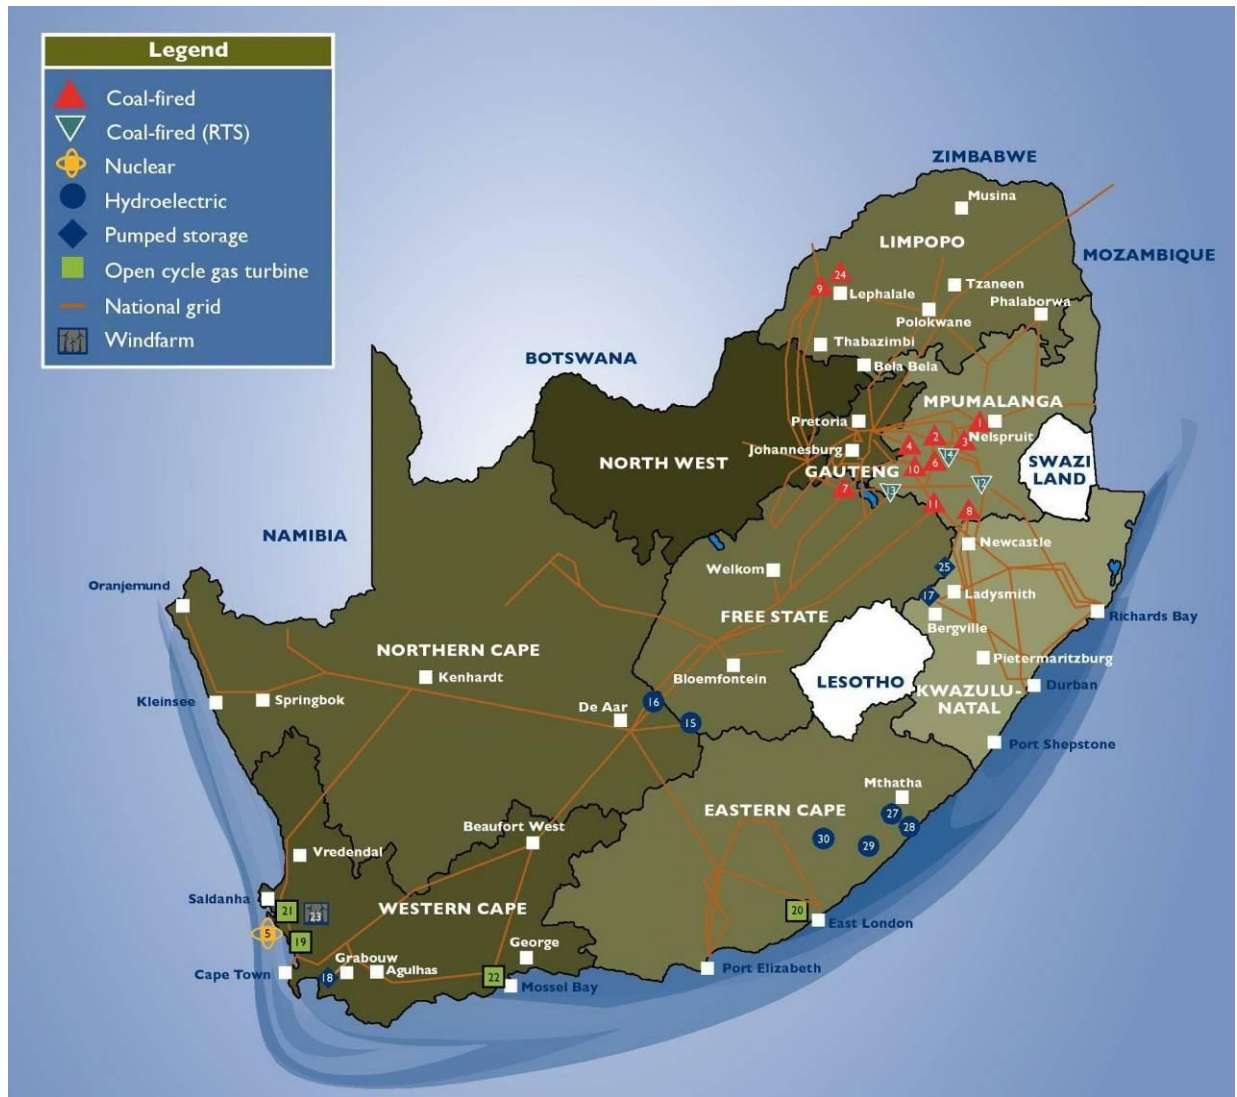 Legend
Coal-fired
Coal-fired (RTS)
Nuclear
Hydroelectric
Pumped storage
Open cycle gas turbine
National grid
Windfarm
ZIMBABWE
Musina
LIMPOPO
MOZAMBIQUE
24
9
Lephalale
Tzaneen
Phalaborwa
Polokwane
Thabazimbi
BOTSWANA
Bela Bela
MPUMALANGA
Pretoria
1
2
3
Nelspruit
4
Johannesburg
14
6
NORTH WEST
GAUTENG
10
SWAZI
LAND
7
13
12
11
8
NAMIBIA
Newcastle
Welkom
25
Oranjemund
17
Ladysmith
FREE STATE
Richards Bay
Bergville
NORTHERN CAPE
Pietermaritzburg
Kenhardt
Bloemfontein
LESOTHO
Durban
KWAZULU-
NATAL
Kleinsee
Springbok
De Aar
16
15
Port Shepstone
Mthatha
EASTERN CAPE
27
28
Beaufort West
30
29
Vredendal
Saldanha
21
23
WESTERN CAPE
20
East London
5
19
George
Cape Town
18
Grabouw
Agulhas
22
Mossel Bay
Port Elizabeth